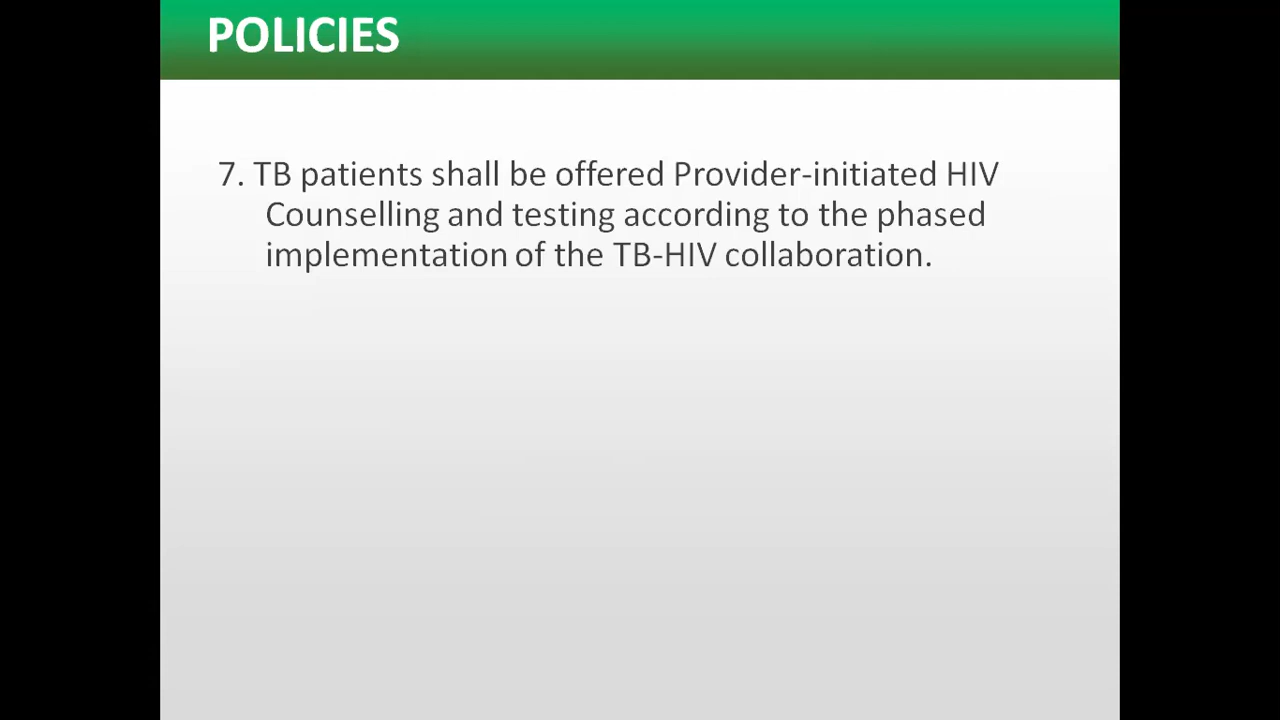 POLICIES
7. TB patients shall be offered Provider-initiated HIV
Counselling and testing according to the phased
implementation of the TB-HIV collaboration.